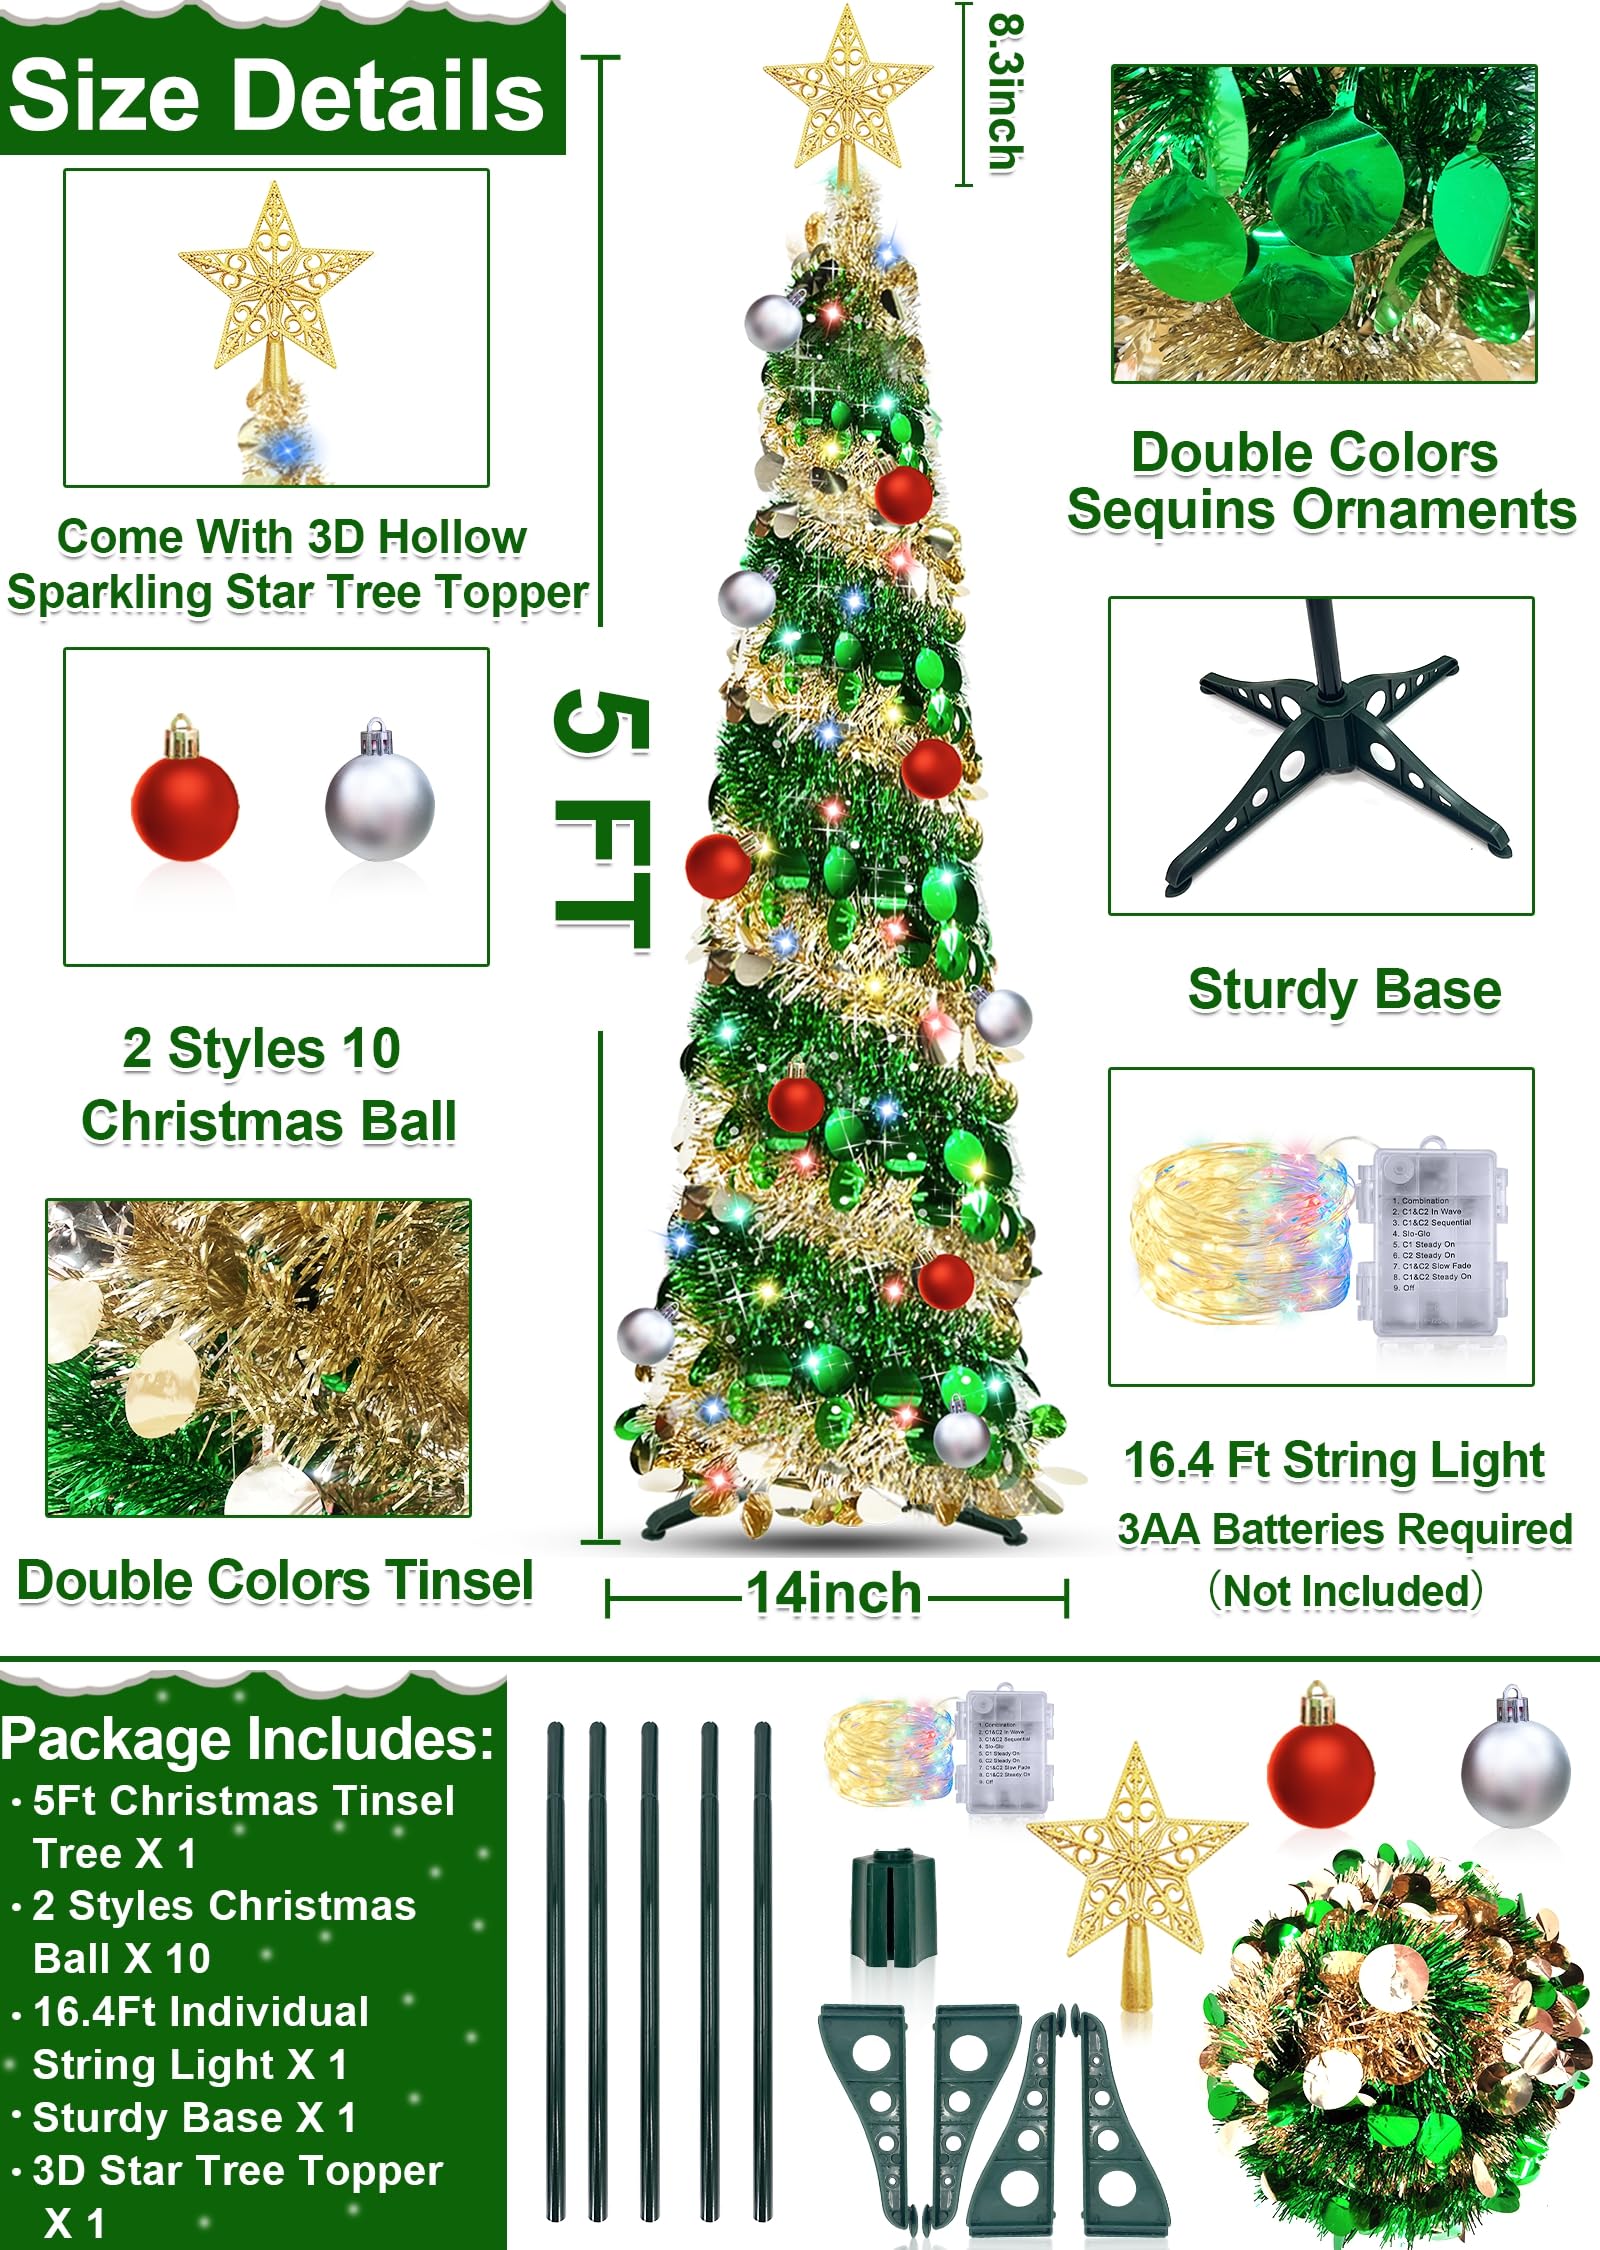 Size Details
8.3inch
Come With 3D Hollow
Sparkling Star Tree Topper
Double Colors
Sequins Ornaments
5 FT
2 Styles 10
Christmas Ball
Sturdy Base
1. Combination
2. C1&C2 In Wave
3. C1&C2 Sequential
4. Slo-Glo
5. C1 Steady On
6. C2 Steady On
7. C1&C2 Slow Fade
8. C1&C2 Steady On
9. Off
Double Colors Tinsel
14inch
16.4 Ft String Light
3AA Batteries Required
(Not Included)
Package Includes:
· 5Ft Christmas Tinsel
Tree X 1
· 2 Styles Christmas
Ball X 10
· 16.4Ft Individual
String Light X 1
· Sturdy Base X 1
· 3D Star Tree Topper
X 1
1. Combination
2. C1&C2 In Wave
3. C1&C2 Sequential
4. Slo-Glo
5. C1 Steady On
6. C2 Steady On
7. C1&C2 Slow Fade
8. C1&C2 Steady On
9. Off